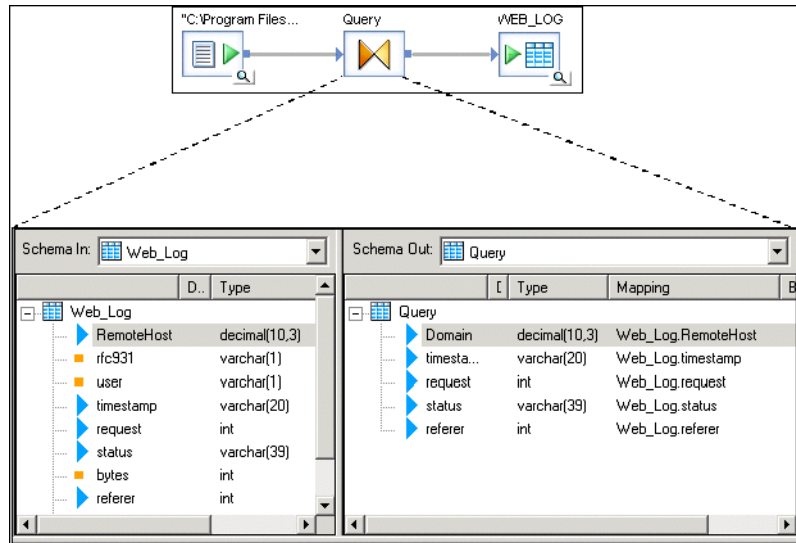 "C:\Program Files...
Query
WEB_LOG
Schema In: Web_Log
Schema Out: Query
D.. Type
[ Type Mapping B
Web_Log
RemoteHost decimal(10,3)
rfc931 varchar(1)
user varchar(1)
timestamp varchar(20)
request int
status varchar(39)
bytes int
referer int
Query
Domain decimal(10,3) Web_Log.RemoteHost
timesta... varchar(20) Web_Log.timestamp
request int Web_Log.request
status varchar(39) Web_Log.status
referer int Web_Log.referer